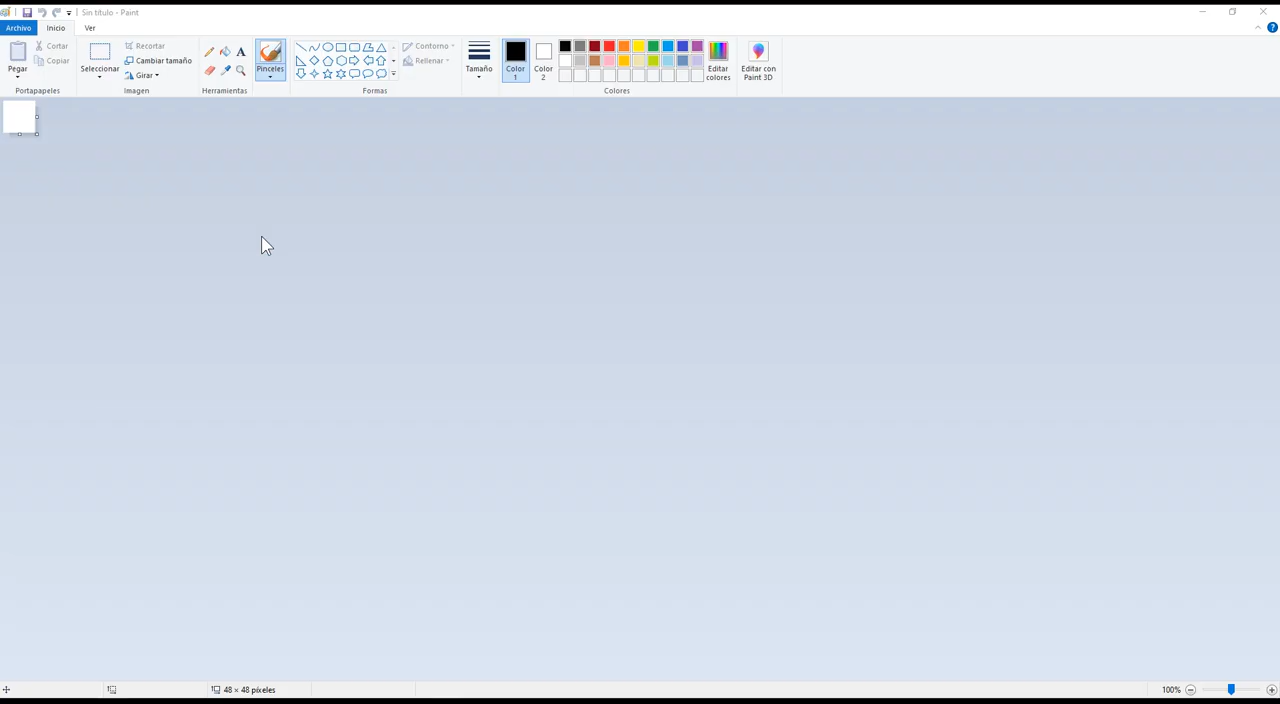 Sin título - Paint
Archivo Inicio Ver
Pegar
Cortar
Copiar
Portapapeles
Seleccionar
Recortar
Cambiar tamaño
Girar
Imagen
A
Herramientas
Pinceles
Contorno
Rellenar
Formas
Tamaño
Color
1
Color
2
Colores
Editar
colores
Editar con
Paint 3D
48 × 48 píxeles
100%